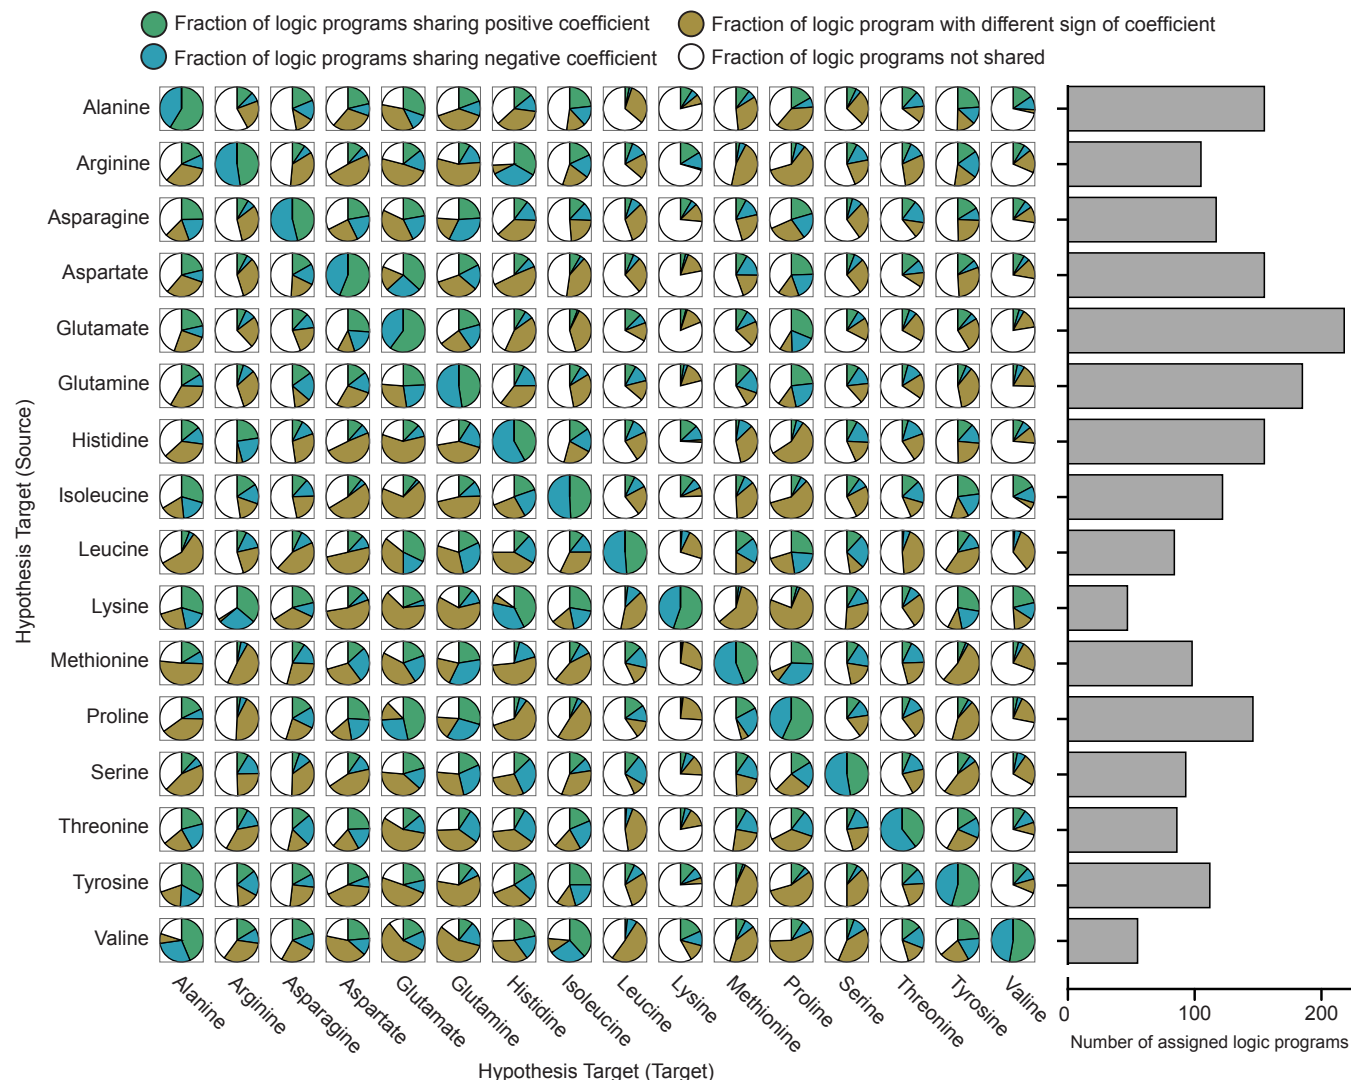 Fraction of logic programs sharing positive coefficient
Fraction of logic program with different sign of coefficient
Fraction of logic programs sharing negative coefficient
Fraction of logic programs not shared
Hypothesis Target (Source)
Alanine
Arginine
Asparagine
Aspartate
Glutamate
Glutamine
Histidine
Isoleucine
Leucine
Lysine
Methionine
Proline
Serine
Threonine
Tyrosine
Valine
Alanine
Arginine
Asparagine
Aspartate
Glutamate
Glutamine
Histidine
Isoleucine
Leucine
Lysine
Methionine
Proline
Serine
Threonine
Tyrosine
Valine
Hypothesis Target (Target)
0 100 200
Number of assigned logic programs